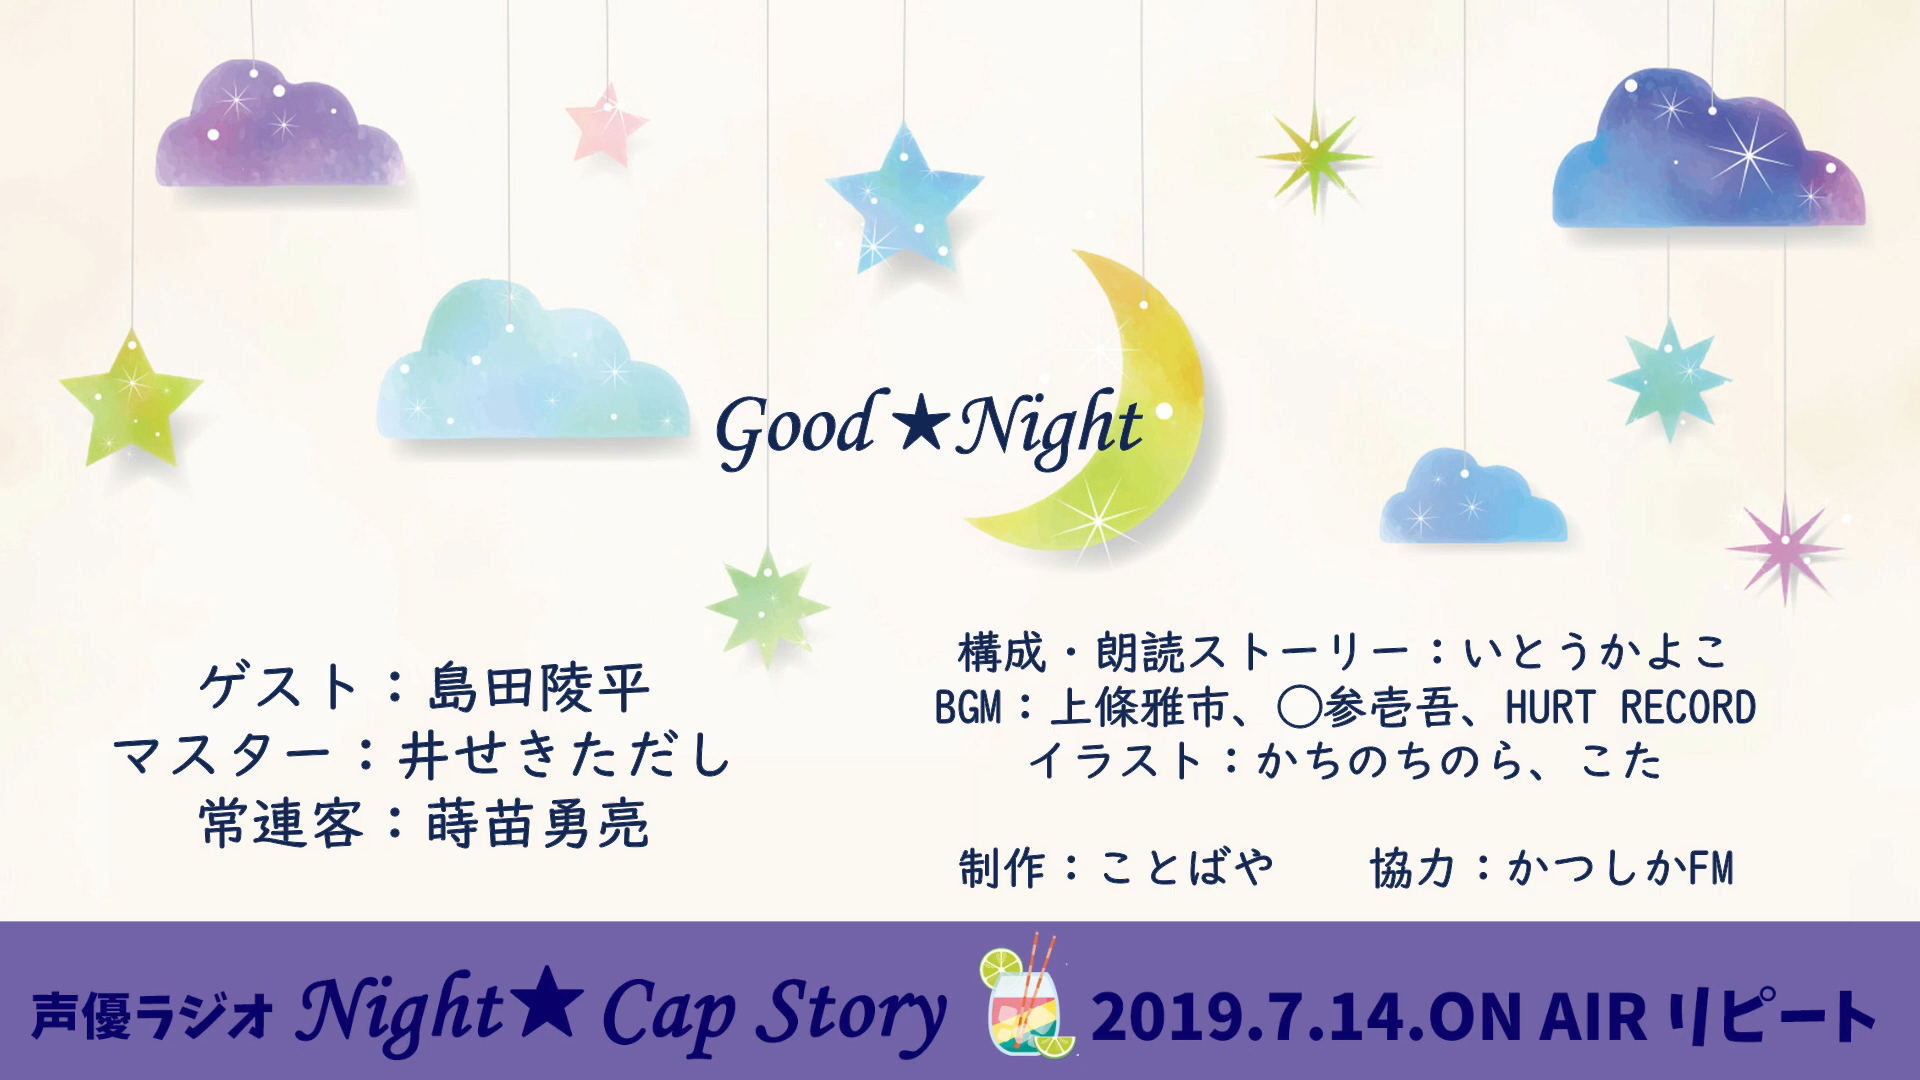 Good ★Night
ゲスト：島田陵平
マスター：井せきただし
常連客：蒔苗勇亮
構成・朗読ストーリー：いとうかよこ
BGM：上條雅市、◯参壱吾、HURT RECORD
イラスト：かちのちのら、こた
制作：ことばや　　協力：かつしかFM
声優ラジオ Night★Cap Story 2019.7.14.ON AIR リピート